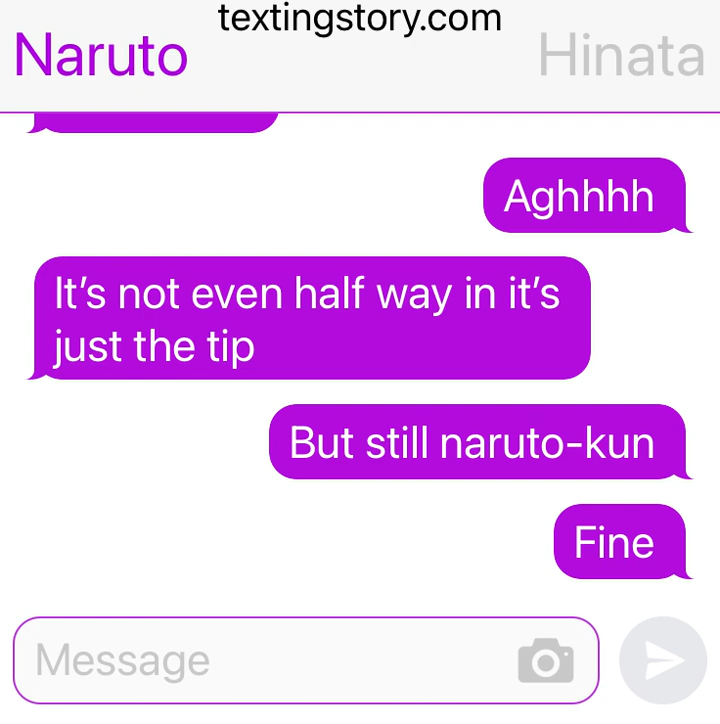 textingstory.com
Naruto
Hinata
Aghhhh
It’s not even half way in it’s
just the tip
But still naruto-kun
Fine
Message